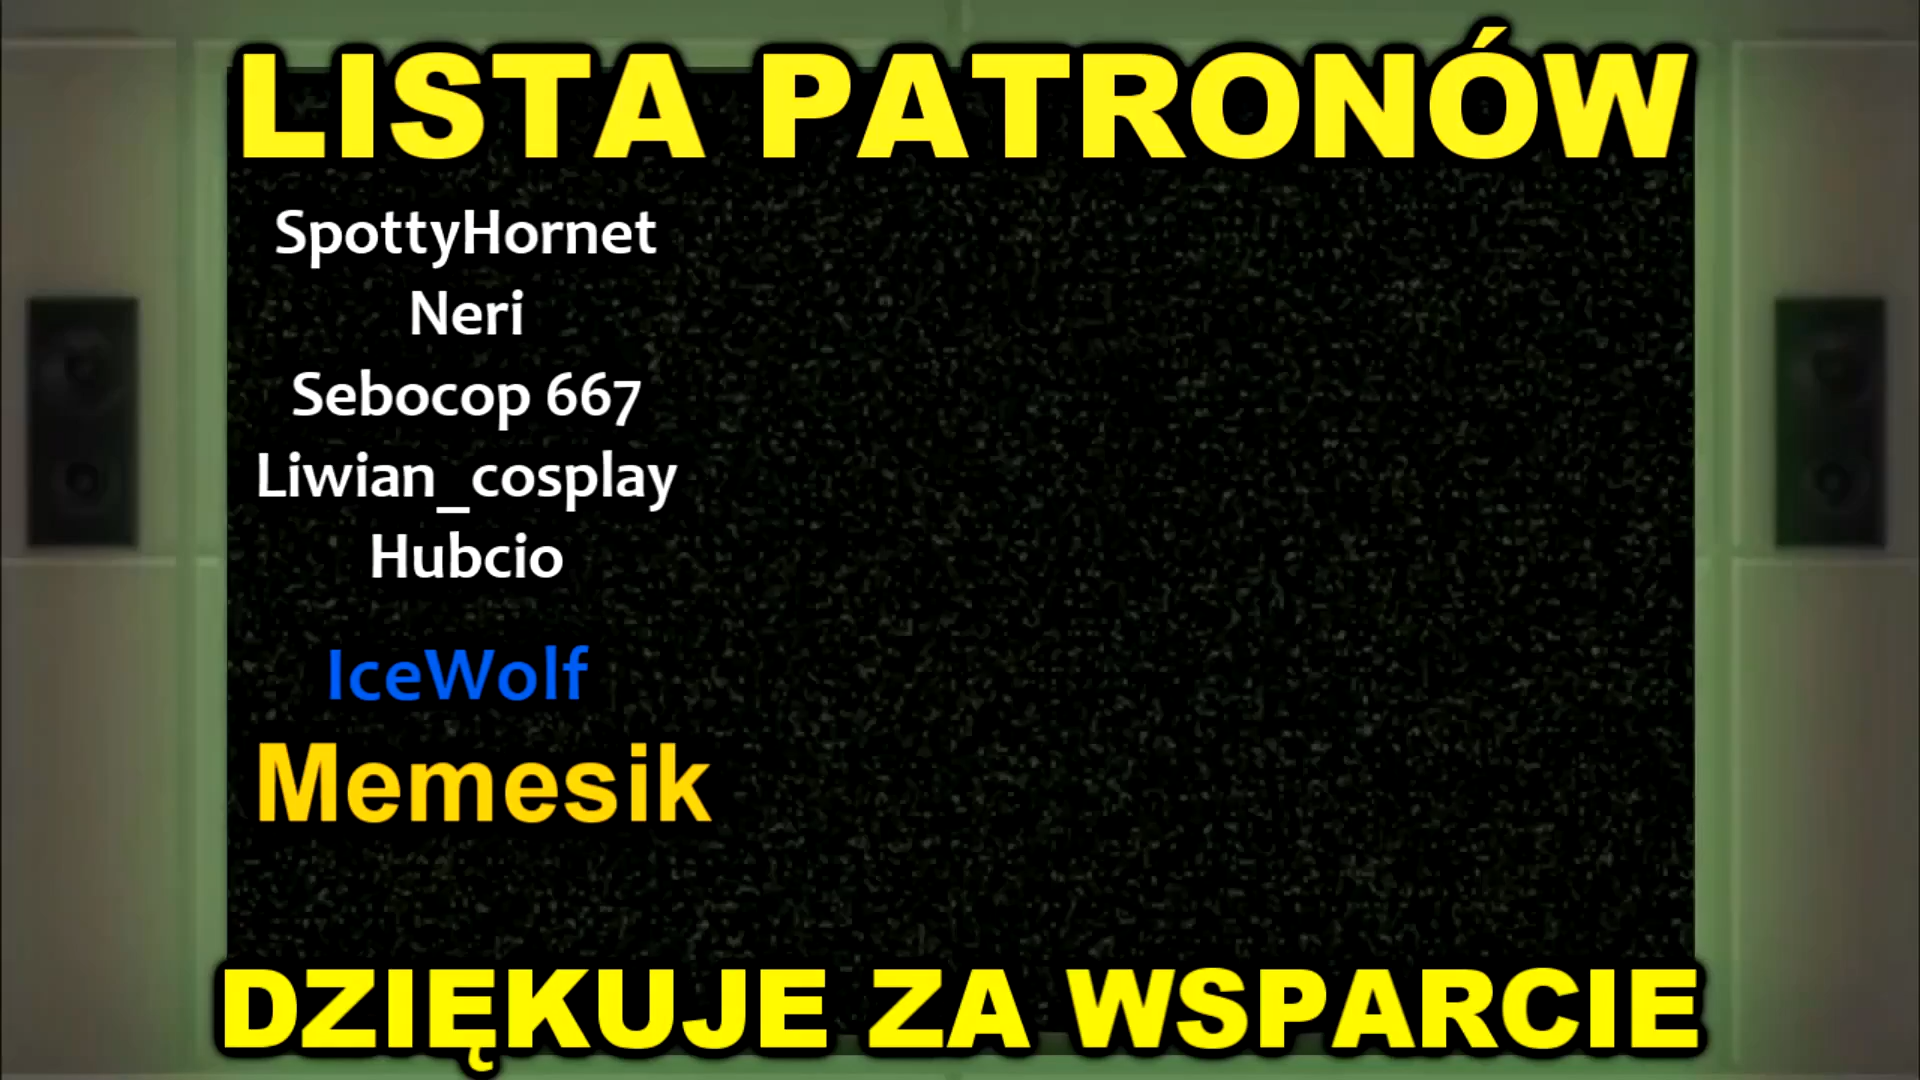 LISTA PATRONÓW
SpottyHornet
Neri
Sebocop 667
Liwian_cosplay
Hubcio
IceWolf
Memesik
DZIĘKUJE ZA WSPARCIE